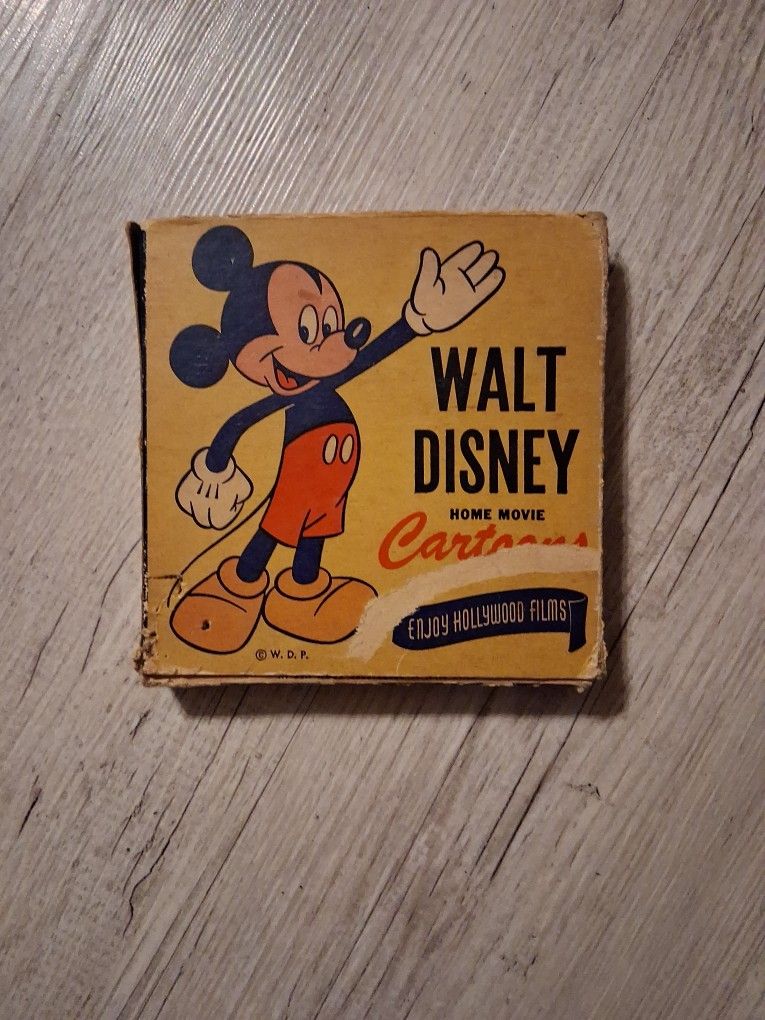 WALT
DISNEY
HOME MOVIE
Cartoons
ENJOY HOLLYWOOD FILMS
© W. D. P.